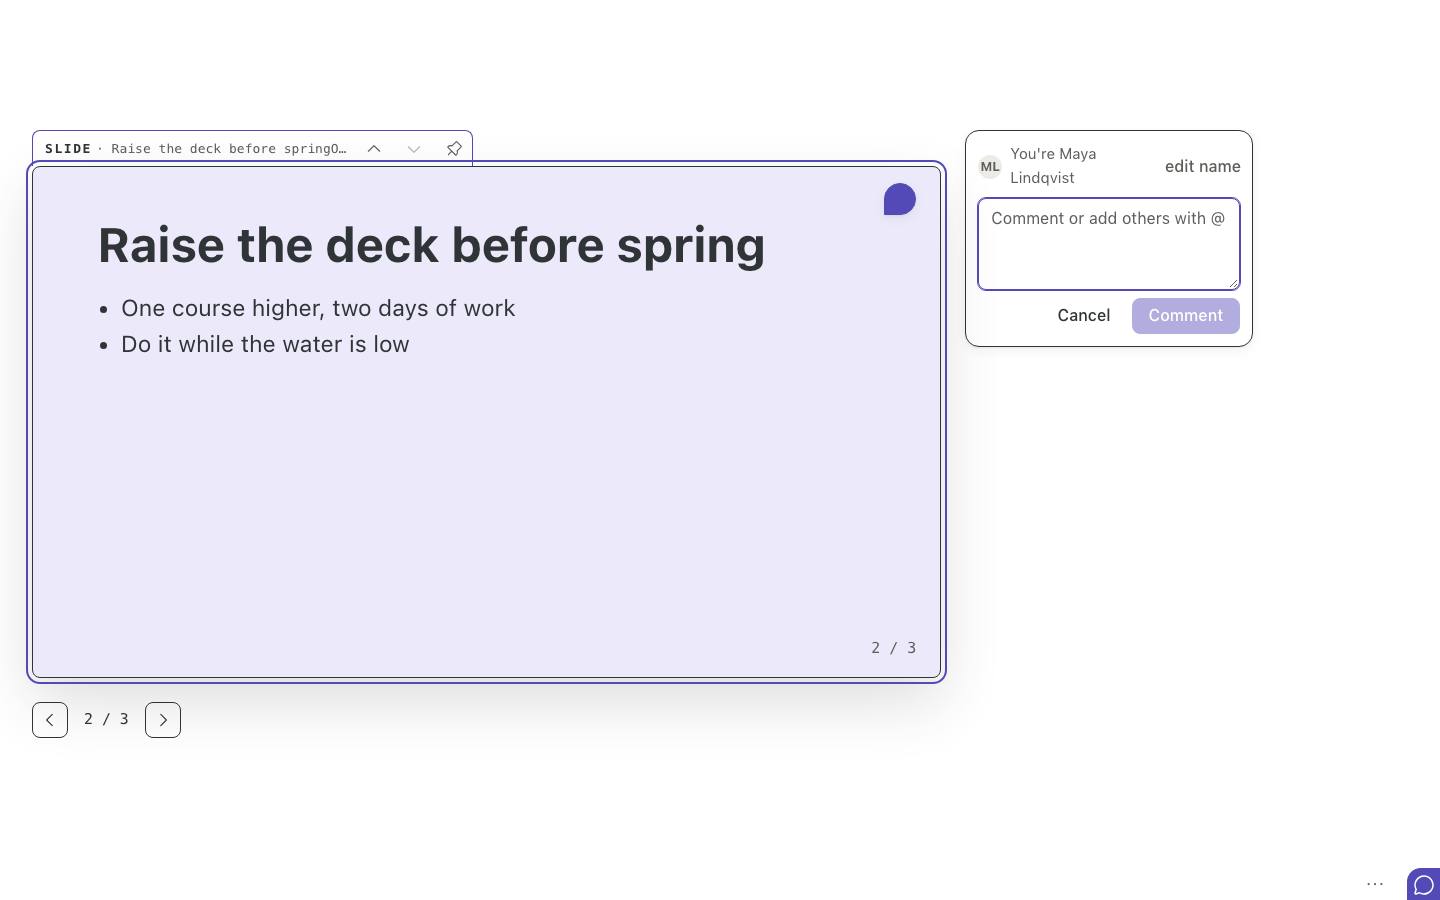 SLIDE · Raise the deck before springO…
Raise the deck before spring
• One course higher, two days of work
• Do it while the water is low
2 / 3
2 / 3
ML
You're Maya
Lindqvist
edit name
Comment or add others with @
Cancel
Comment